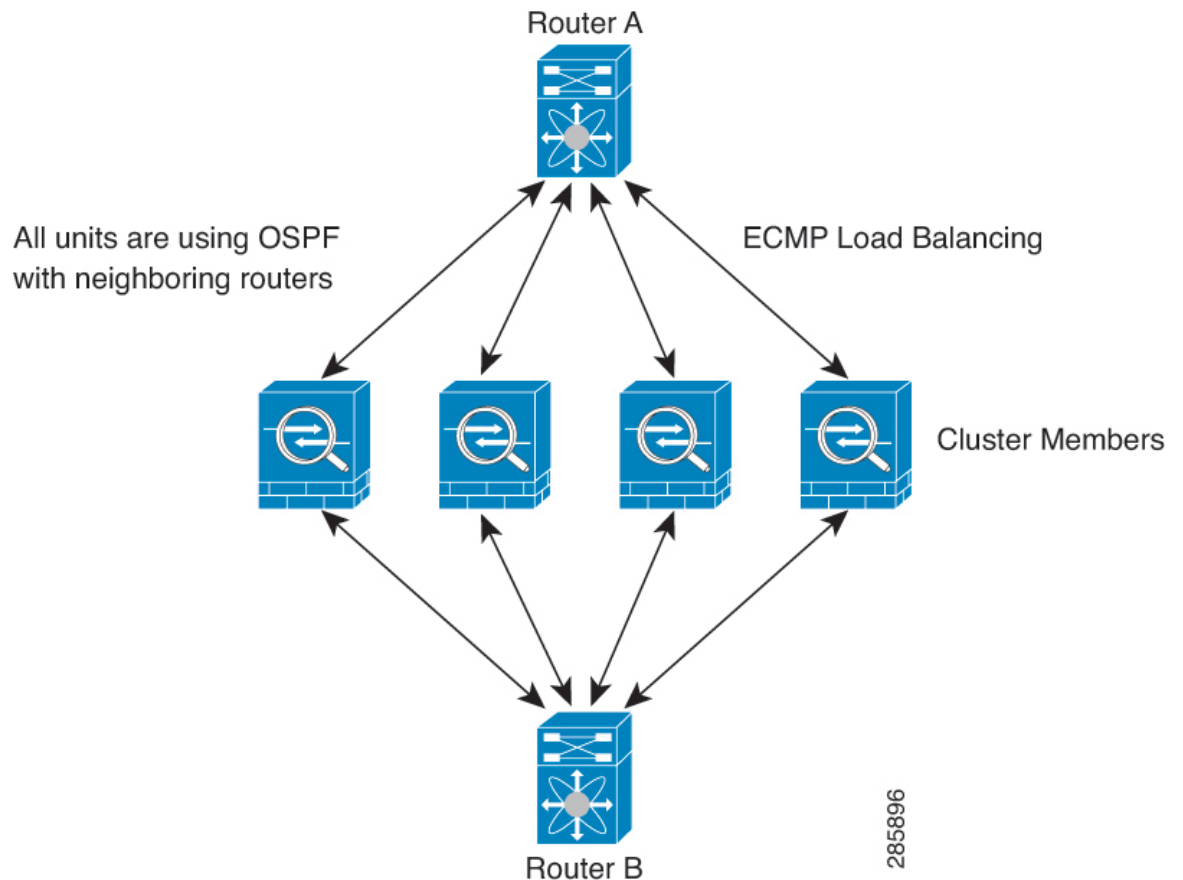 Router A
All units are using OSPF
with neighboring routers
ECMP Load Balancing
Cluster Members
Router B
285896